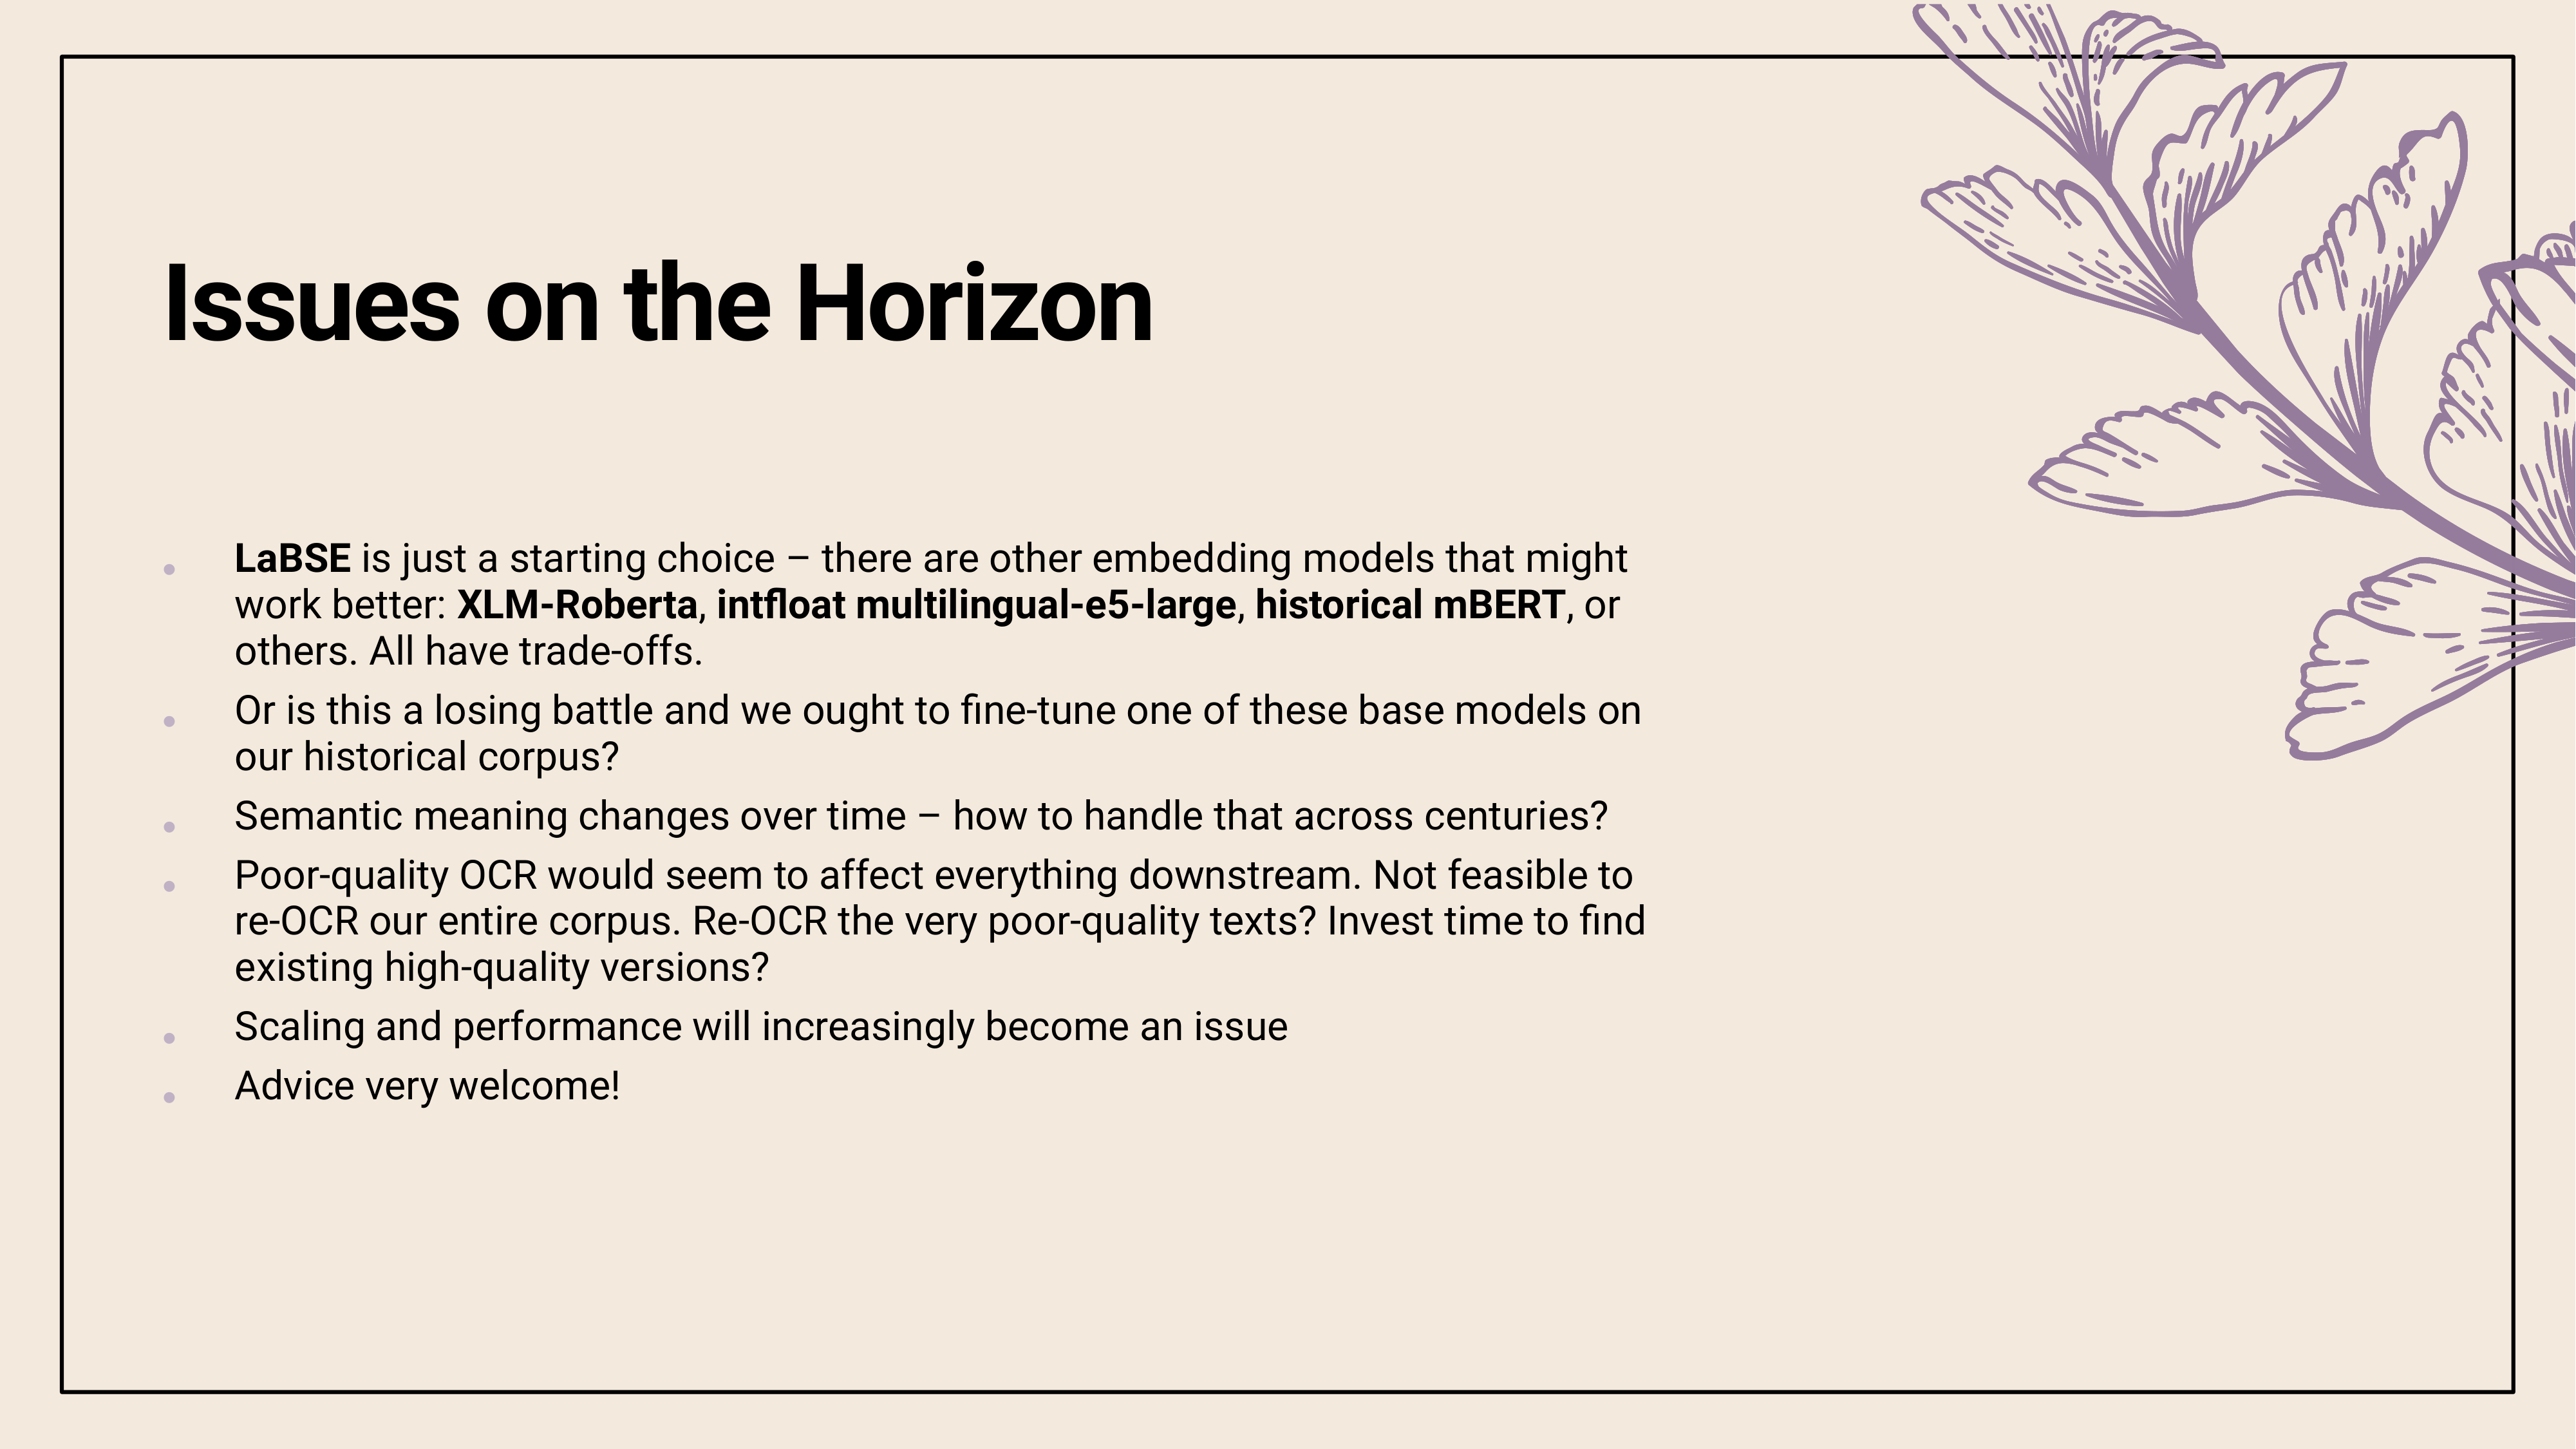 Issues on the Horizon
LaBSE is just a starting choice – there are other embedding models that might
work better: XLM-Roberta, intfloat multilingual-e5-large, historical mBERT, or
others. All have trade-offs.
Or is this a losing battle and we ought to fine-tune one of these base models on
our historical corpus?
Semantic meaning changes over time – how to handle that across centuries?
Poor-quality OCR would seem to affect everything downstream. Not feasible to
re-OCR our entire corpus. Re-OCR the very poor-quality texts? Invest time to find
existing high-quality versions?
Scaling and performance will increasingly become an issue
Advice very welcome!